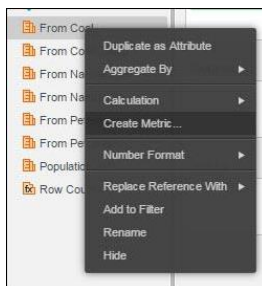 From Coal
From Co
From Na
From Na
From Pe
From Pe
Populatio
Row Cou
Duplicate as Attribute
Aggregate By
Calculation
Create Metric...
Number Format
Replace Reference With
Add to Filter
Rename
Hide